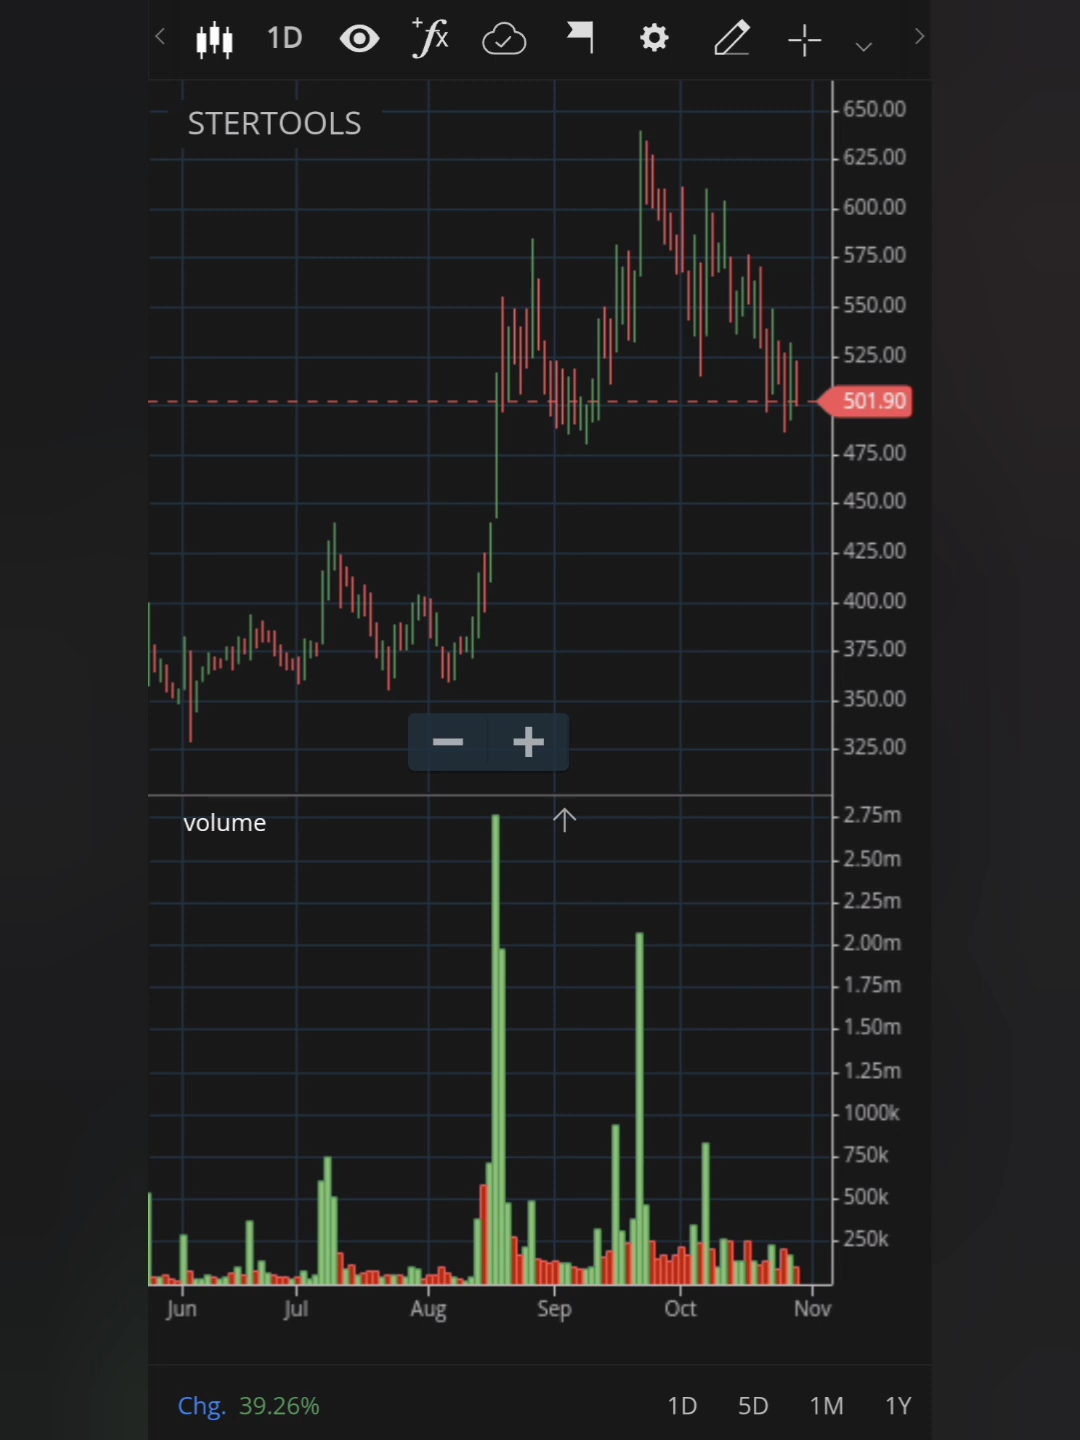 1D
+fx
STERTOOLS
650.00
625.00
600.00
575.00
550.00
525.00
501.90
475.00
450.00
425.00
400.00
375.00
350.00
325.00
− +
volume
2.75m
2.50m
2.25m
2.00m
1.75m
1.50m
1.25m
1000k
750k
500k
250k
Jun Jul Aug Sep Oct Nov
Chg. 39.26% 1D 5D 1M 1Y